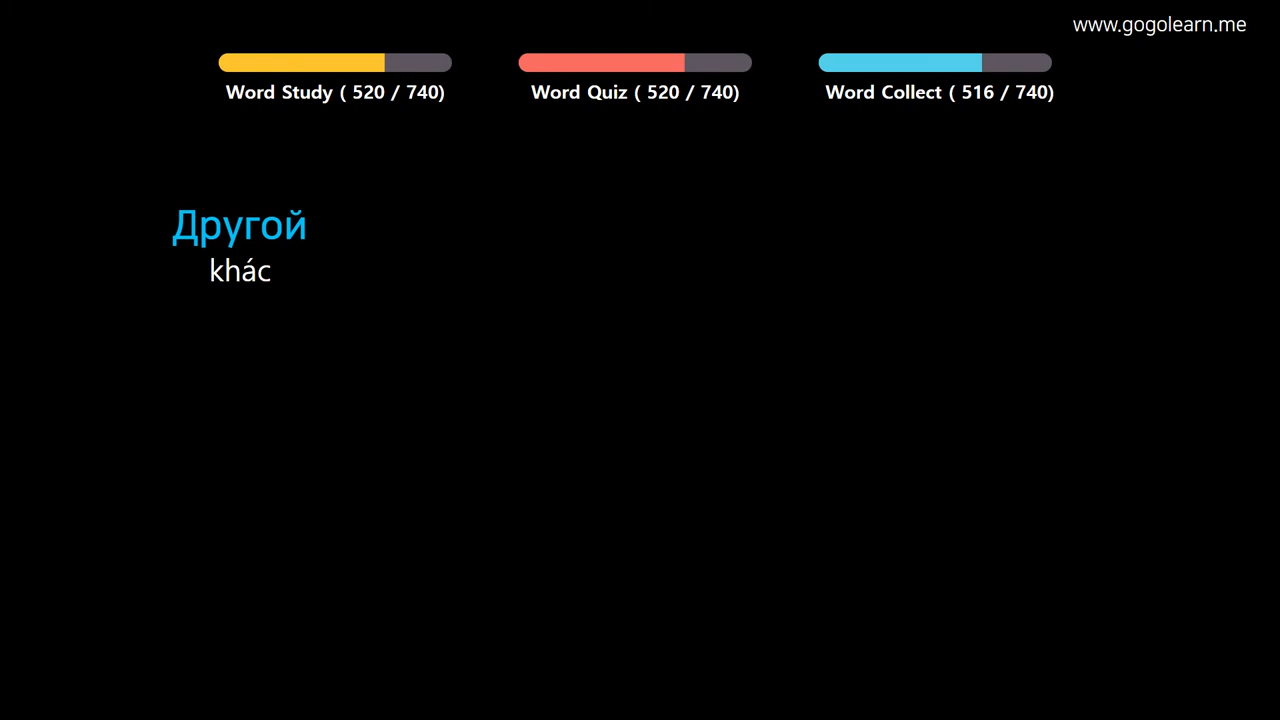 www.gogolearn.me
Word Study ( 520 / 740)
Word Quiz ( 520 / 740)
Word Collect ( 516 / 740)
Другой
khác